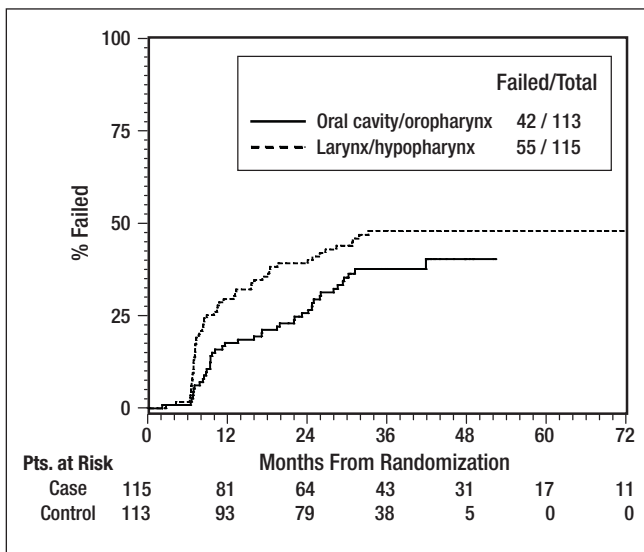 100
75
50
25
0
% Failed
Failed/Total
Oral cavity/oropharynx 42 / 113
Larynx/hypopharynx 55 / 115
0 12 24 36 48 60 72
Pts. at Risk Months From Randomization
Case 115 81 64 43 31 17 11
Control 113 93 79 38 5 0 0